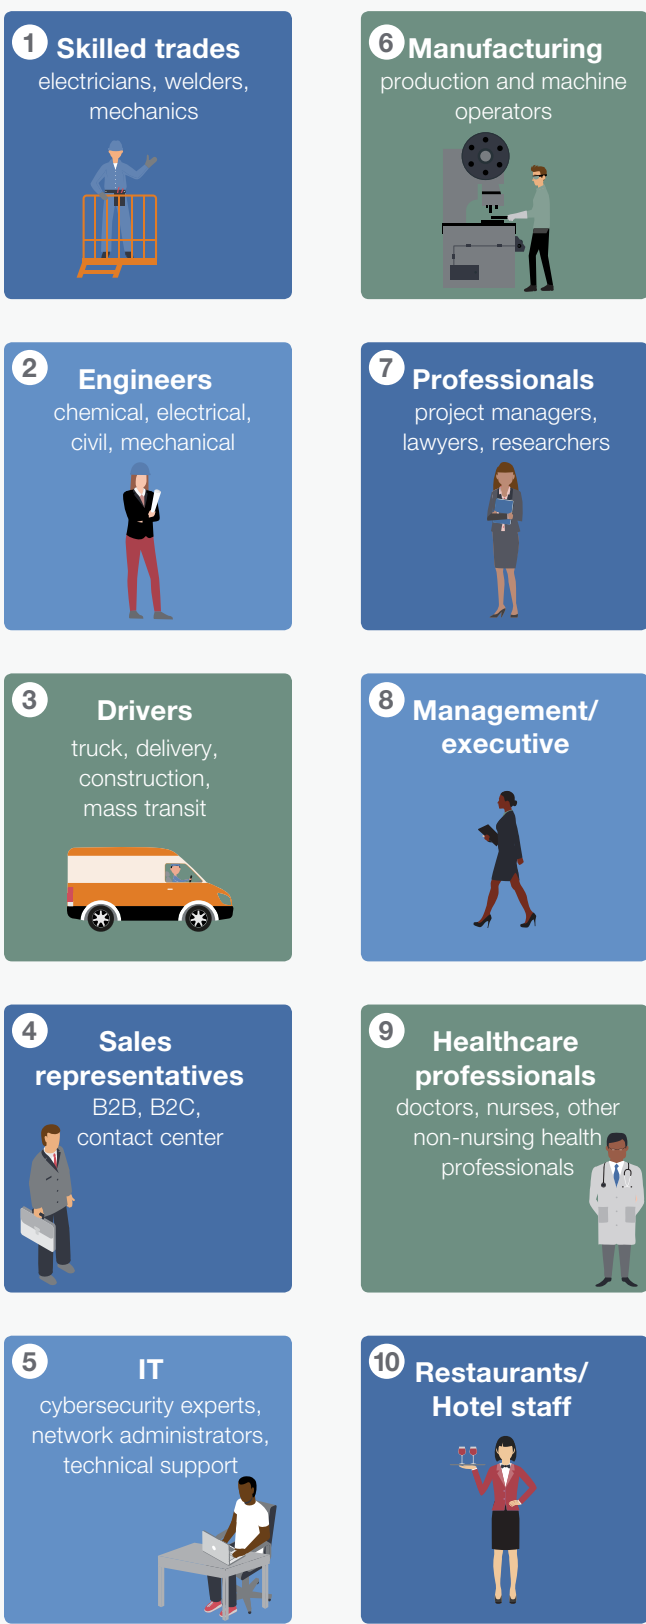 1
Skilled trades
electricians, welders,
mechanics
2
Engineers
chemical, electrical,
civil, mechanical
3
Drivers
truck, delivery,
construction,
mass transit
4
Sales
representatives
B2B, B2C,
contact center
5
IT
cybersecurity experts,
network administrators,
technical support
6
Manufacturing
production and machine
operators
7
Professionals
project managers,
lawyers, researchers
8
Management/
executive
9
Healthcare
professionals
doctors, nurses, other
non-nursing health
professionals
10
Restaurants/
Hotel staff